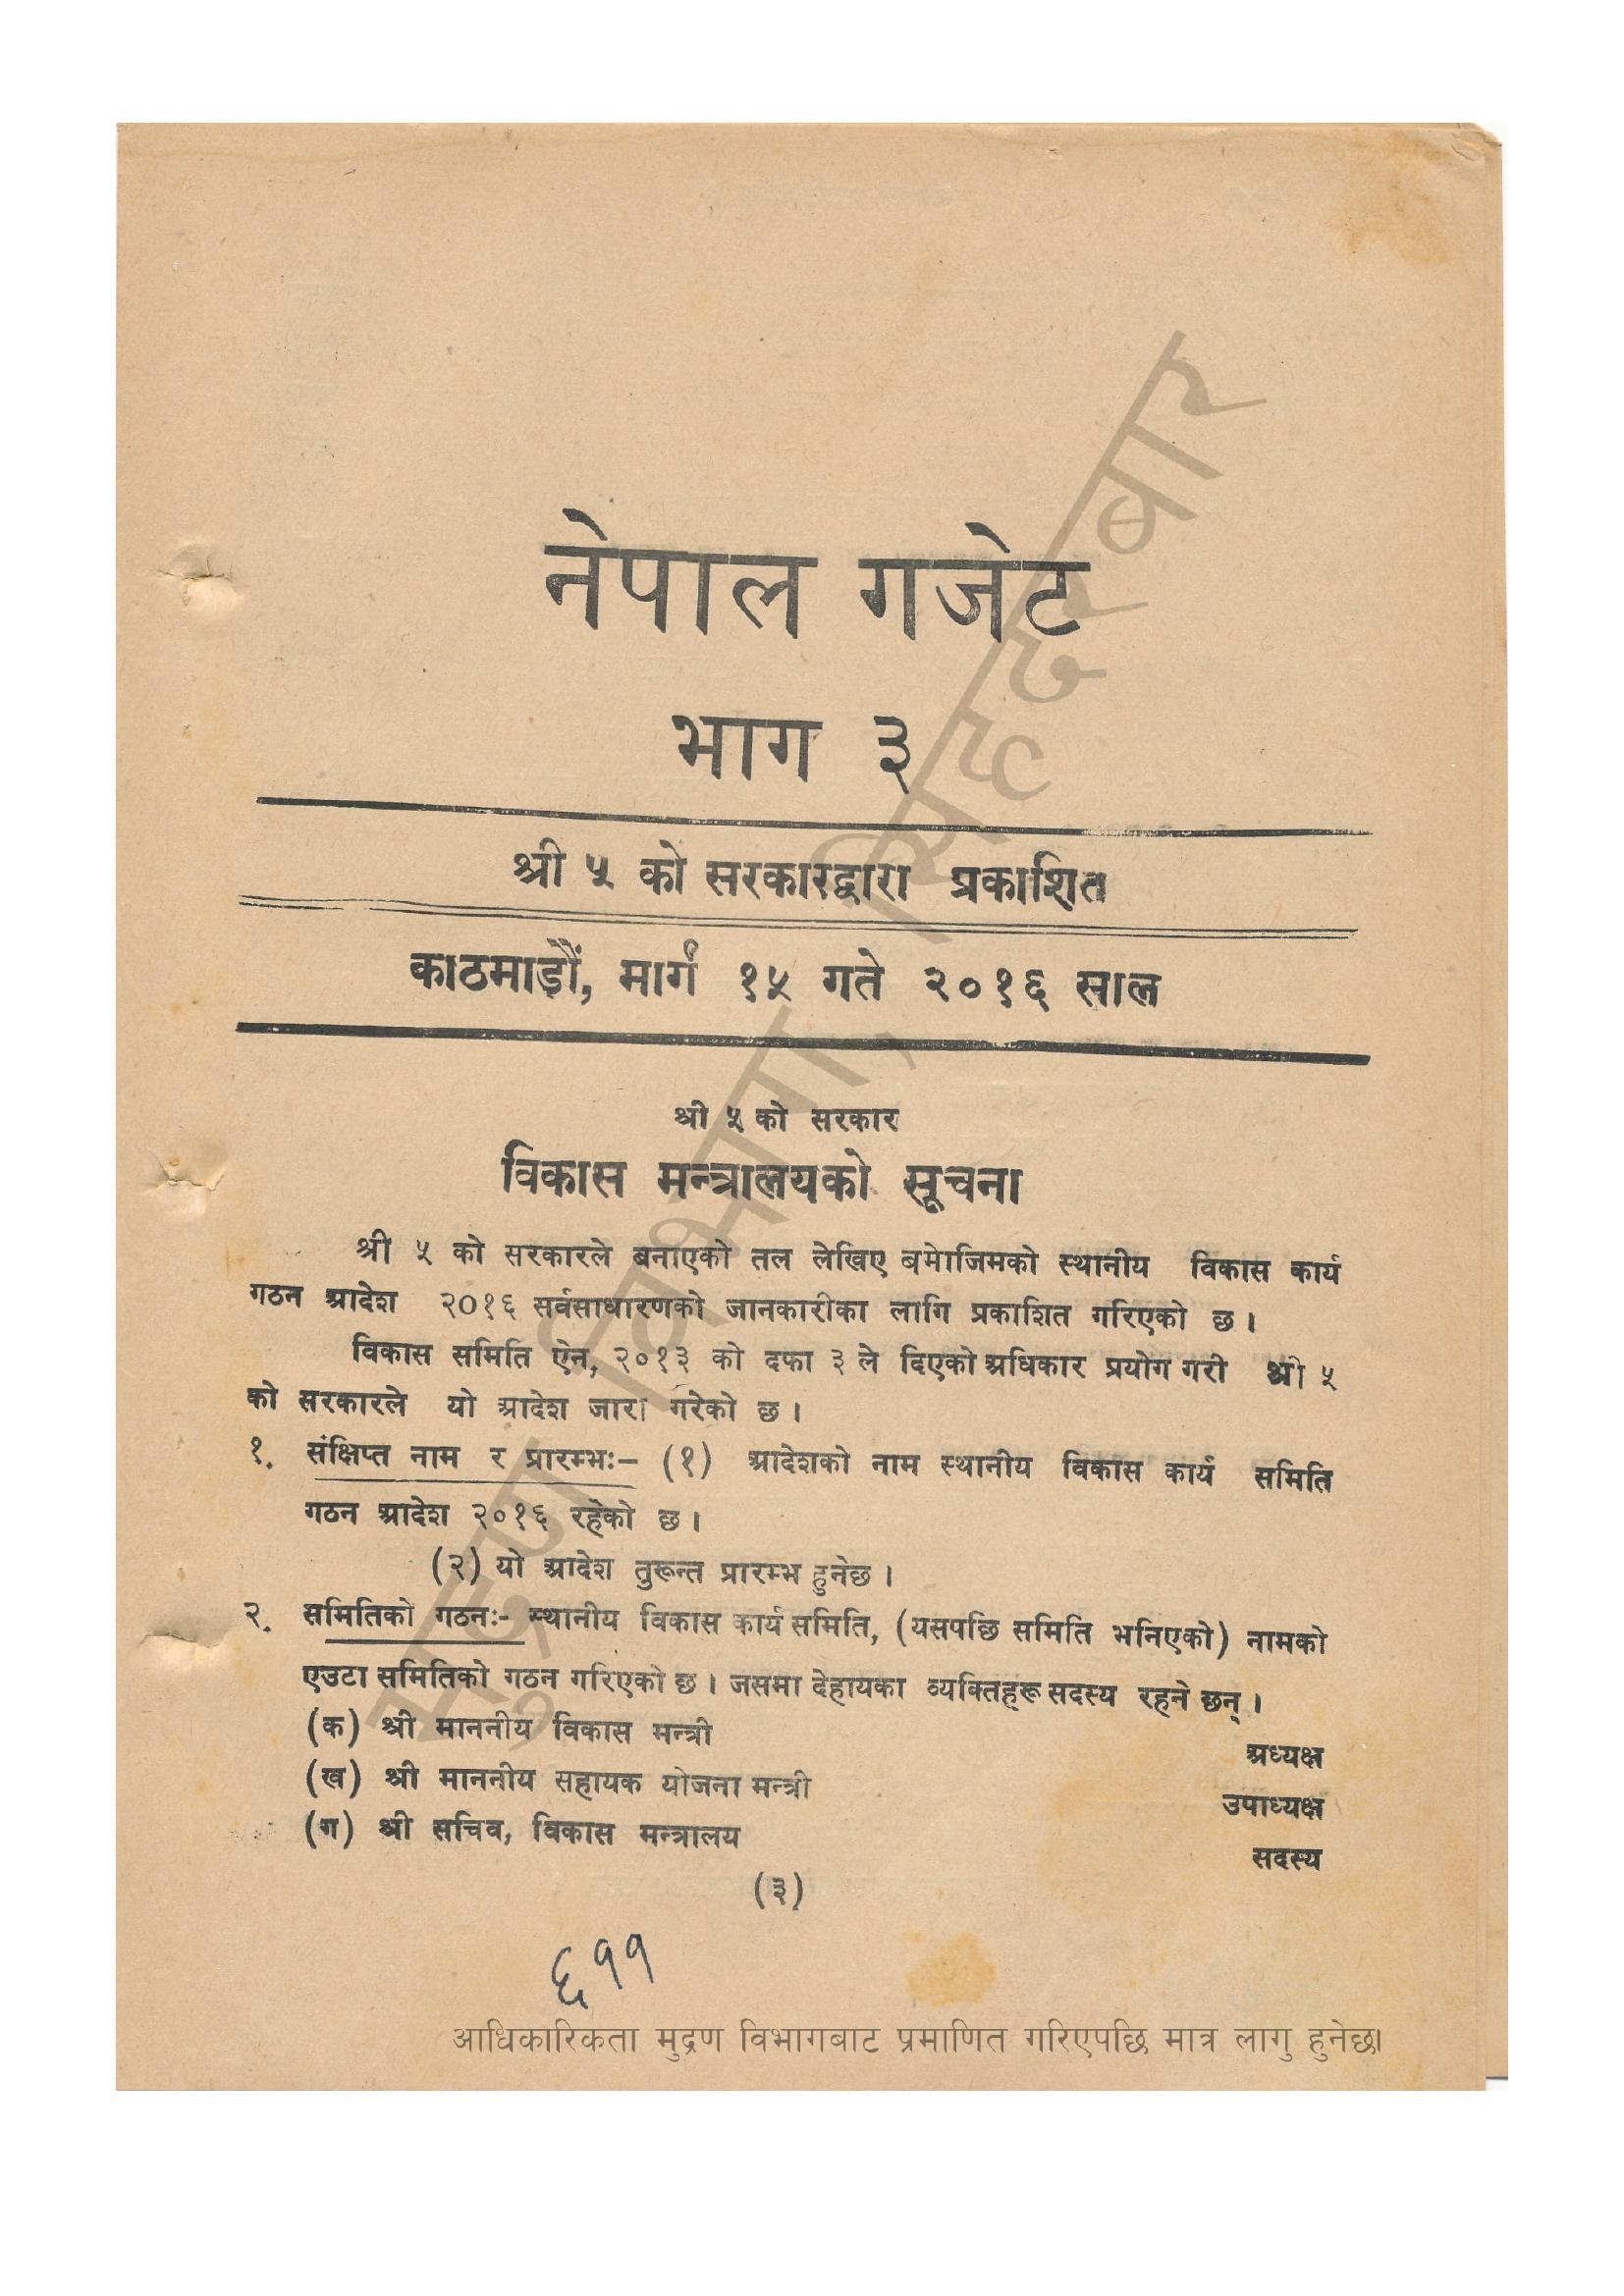 नेपाल गजेट
भाग ३
श्री ५ को सरकारद्वारा प्रकाशित
काठमाडौं, मार्ग १५ गते २०१६ साल
श्री ५ को सरकार
विकास मन्त्रालयको सूचना
श्री ५ को सरकारले बनाएको तल लेखिए बमोजिमको स्थानीय विकास कार्य
गठन आदेश २०१६ सर्वसाधारणको जानकारीका लागि प्रकाशित गरिएको छ ।
विकास समिति ऐन, २०१३ को दफा ३ ले दिएको अधिकार प्रयोग गरी श्री ५
को सरकारले यो आदेश जारी गरेको छ ।
१. संक्षिप्त नाम र प्रारम्भः– (१) आदेशको नाम स्थानीय विकास कार्य समिति
गठन आदेश २०१६ रहेको छ ।
(२) यो आदेश तुरून्त प्रारम्भ हुनेछ ।
२. समितिको गठनः- स्थानीय विकास कार्य समिति, (यसपछि समिति भनिएको) नामको
एउटा समितिको गठन गरिएको छ । जसमा देहायका व्यक्तिहरू सदस्य रहने छन् ।
(क) श्री माननीय विकास मन्त्री अध्यक्ष
(ख) श्री माननीय सहायक योजना मन्त्री उपाध्यक्ष
(ग) श्री सचिव, विकास मन्त्रालय सदस्य
(३)
६११
आधिकारिकता मुद्रण विभागबाट प्रमाणित गरिएपछि मात्र लागु हुनेछ।
मुद्रण विभाग, सिंहदरबार